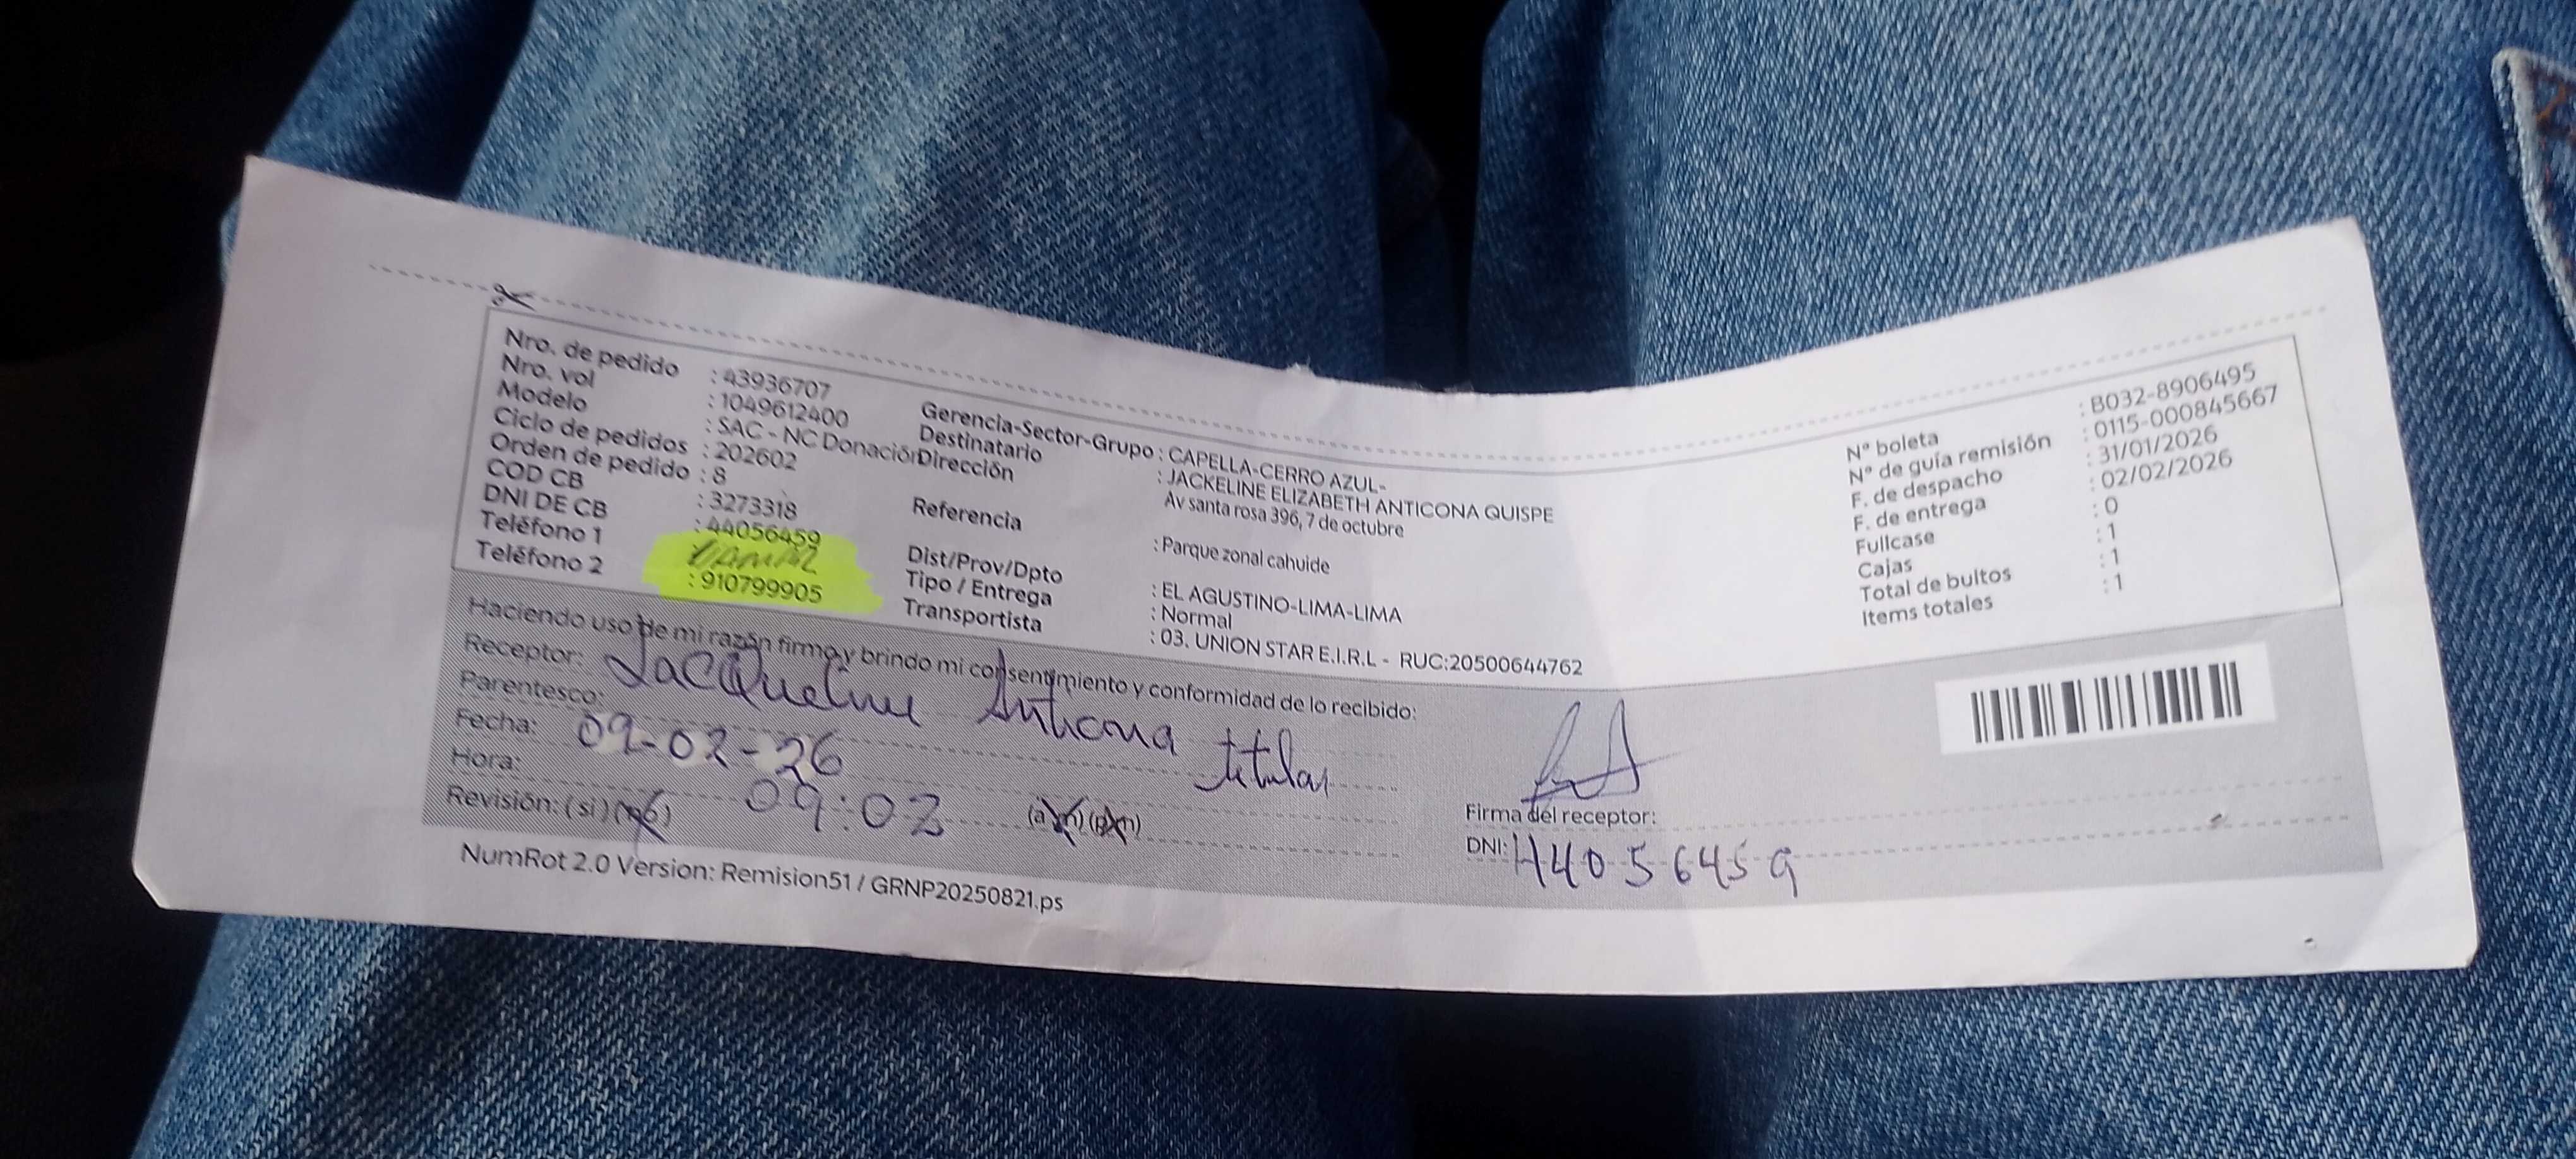 Nro. de pedido : 43936707
Nro. vol : 1049612400
Modelo : SAC - NC Donación
Ciclo de pedidos : 202602
Orden de pedido : 8
COD CB : 3273318
DNI DE CB : 44056459
Teléfono 1
Teléfono 2 : 910799905
Gerencia-Sector-Grupo : CAPELLA-CERRO AZUL-
Destinatario : JACKELINE ELIZABETH ANTICONA QUISPE
Dirección Av santa rosa 396, 7 de octubre
Referencia : Parque zonal cahuide
Dist/Prov/Dpto : EL AGUSTINO-LIMA-LIMA
Tipo / Entrega : Normal
Transportista : 03. UNION STAR E.I.R.L - RUC:20500644762
N° boleta : B032-8906495
N° de guía remisión : 0115-000845667
F. de despacho : 31/01/2026
F. de entrega : 02/02/2026
Fullcase : 0
Cajas : 1
Total de bultos : 1
Items totales : 1
Haciendo uso de mi razón firmo y brindo mi consentimiento y conformidad de lo recibido:
Receptor: Jacqueline Anticona
Parentesco: titular
Fecha: 09-02-26
Hora: 09:02 (am) (pm)
Revisión: (si) (no)
Firma del receptor:
DNI: 44056459
NumRot 2.0 Version: Remision51 / GRNP20250821.ps